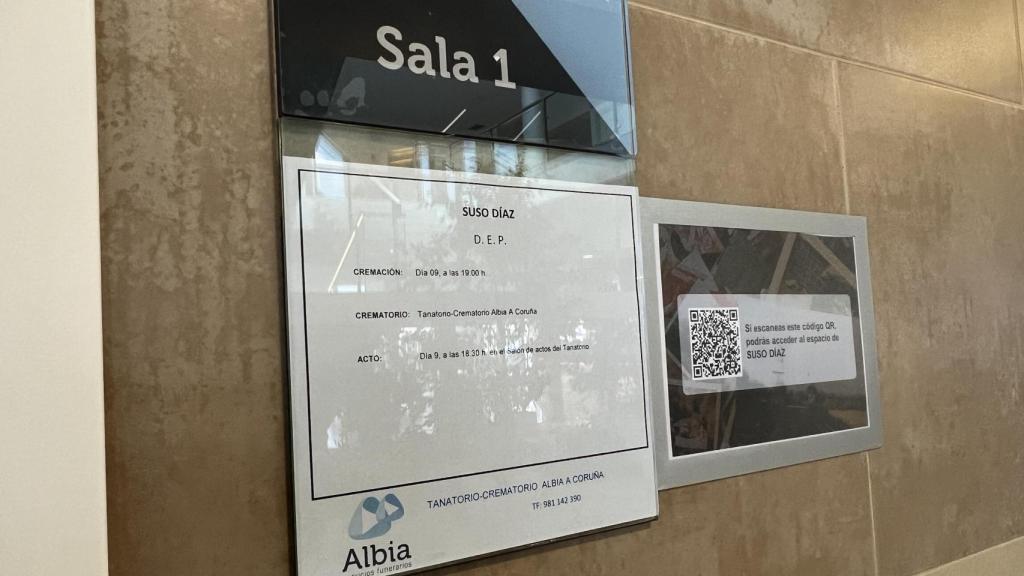 Sala 1
SUSO DÍAZ
D. E. P.
CREMACIÓN: Día 09, a las 19:00 h.
CREMATORIO: Tanatorio-Crematorio Albia A Coruña
ACTO: Día 9, a las 18:30 h. en el Salón de actos del Tanatorio
TANATORIO-CREMATORIO ALBIA A CORUÑA
TF: 981 142 390
Albia
funerarios
Si escaneas este código QR,
podrás acceder al espacio de
SUSO DÍAZ